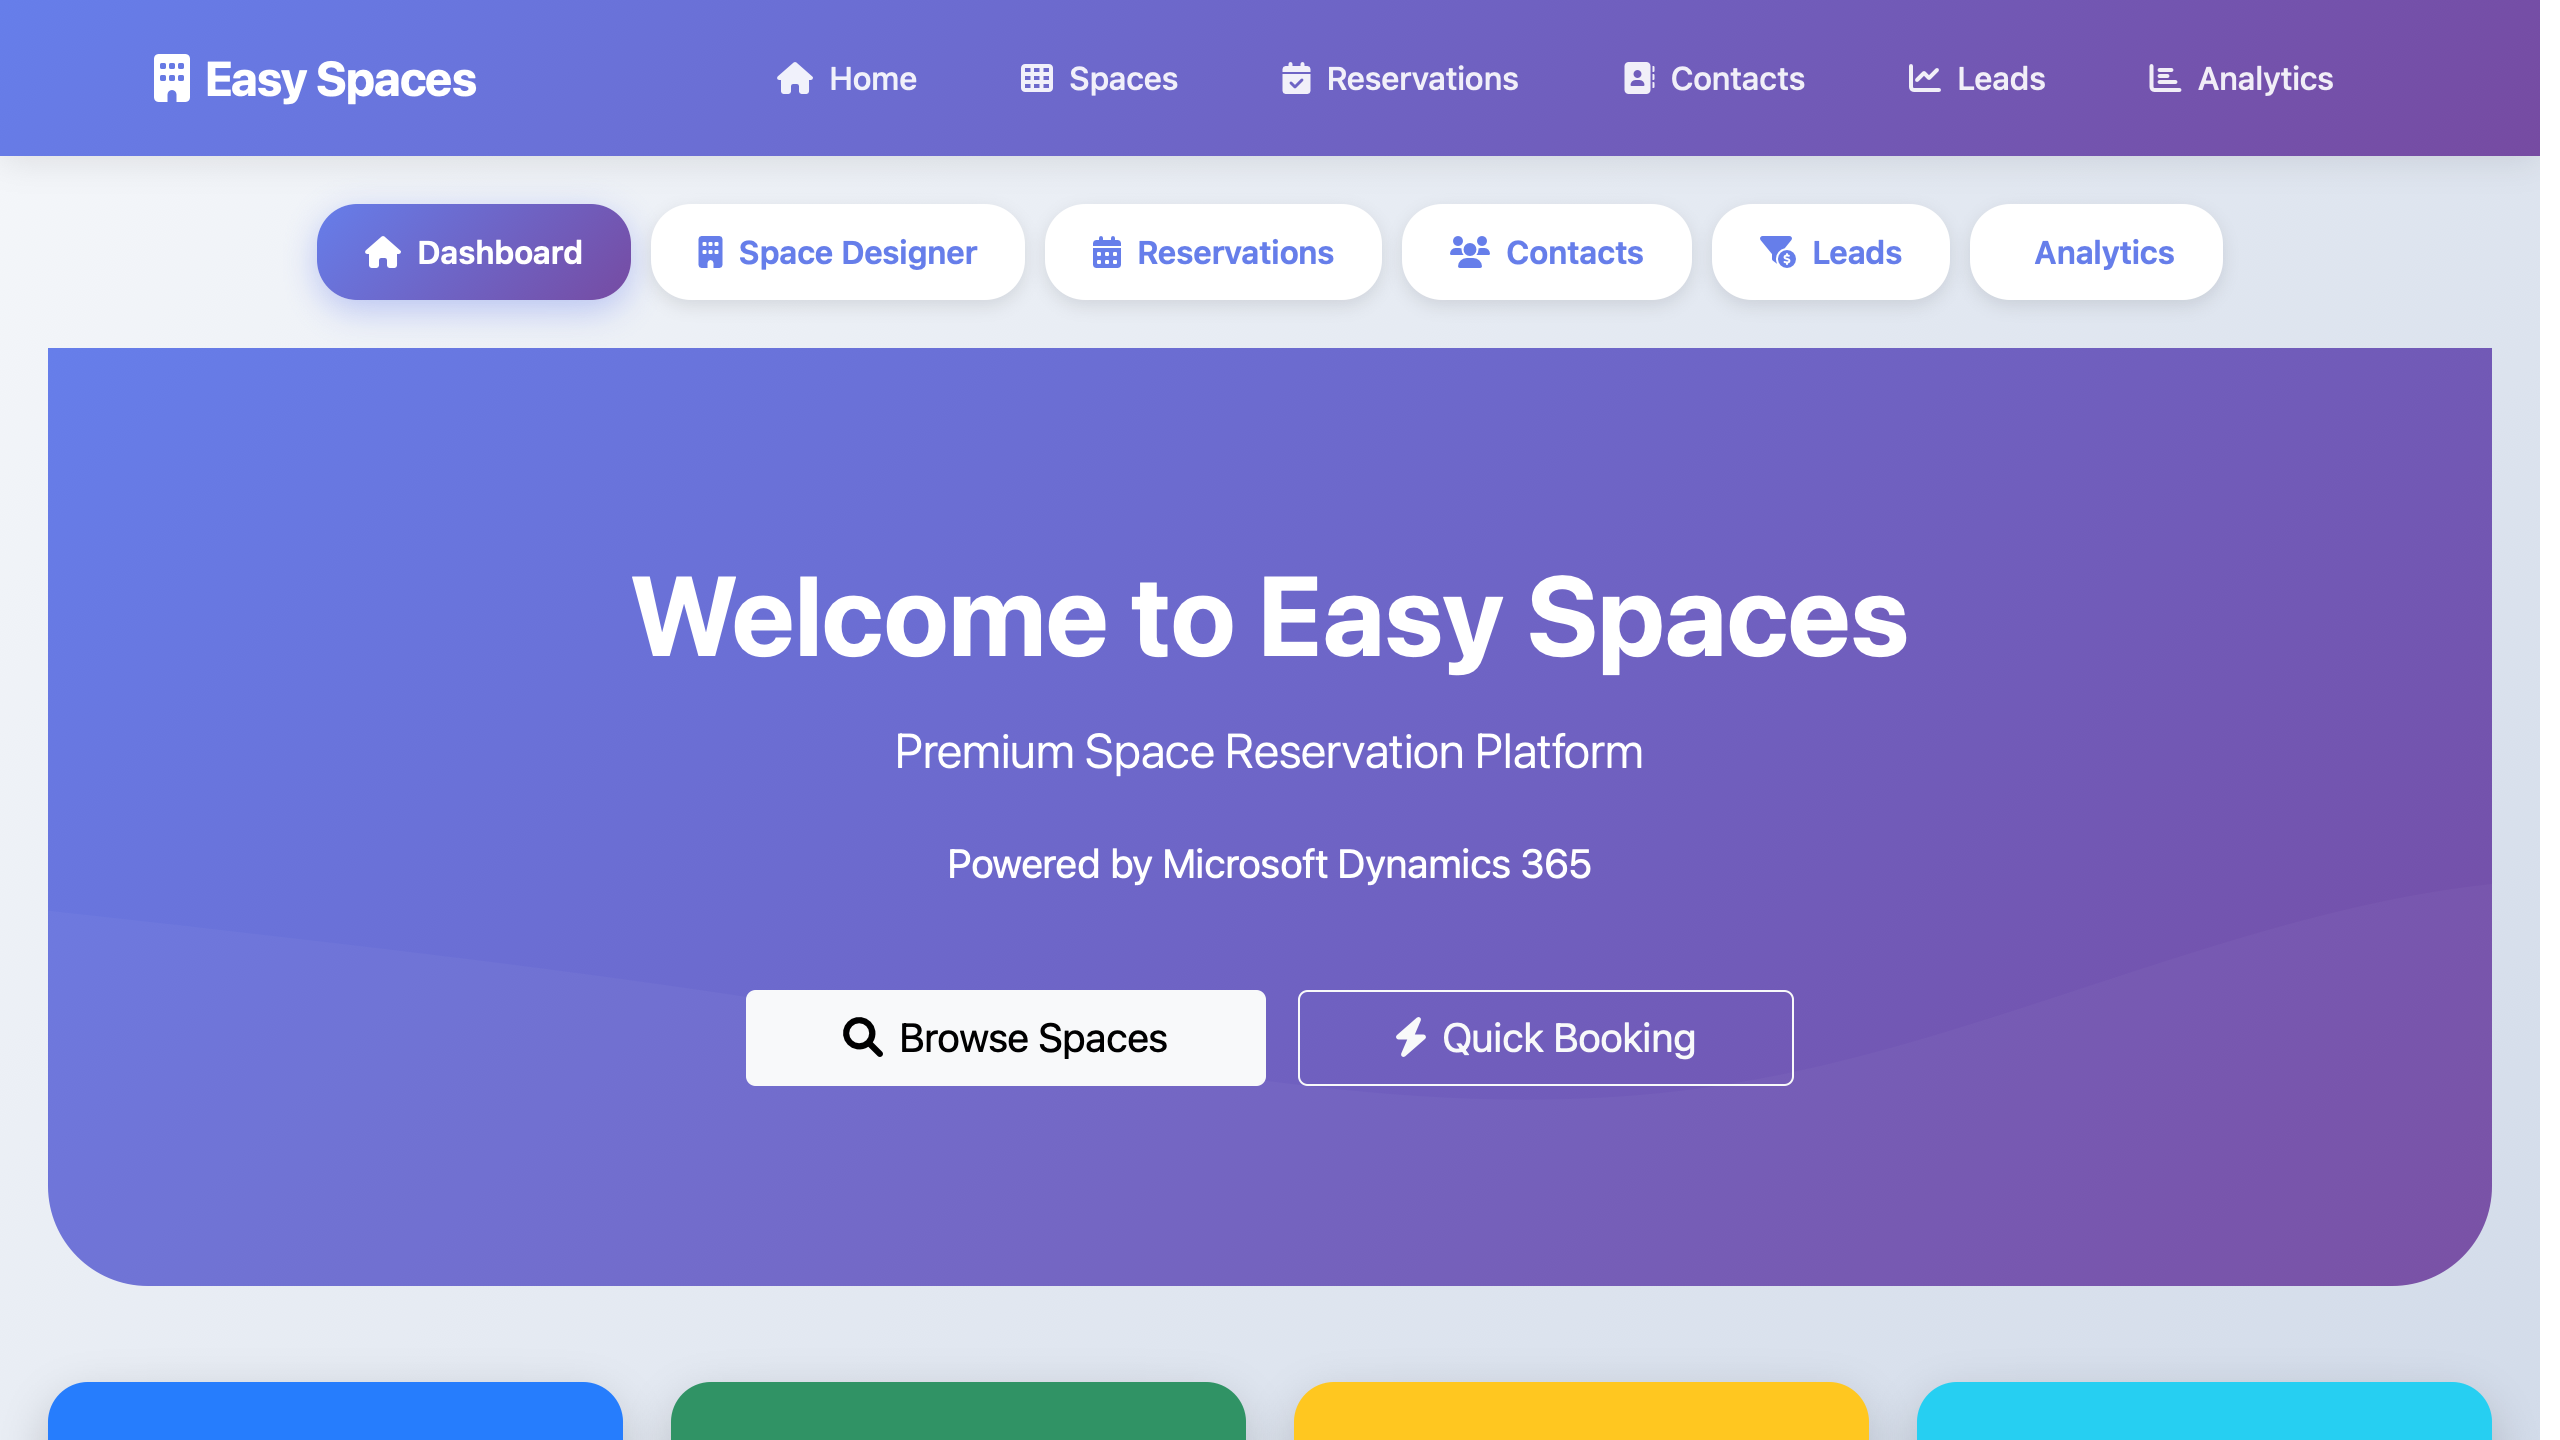 Easy Spaces
Home
Spaces
Reservations
Contacts
Leads
Analytics
Dashboard
Space Designer
Reservations
Contacts
Leads
Analytics
Welcome to Easy Spaces
Premium Space Reservation Platform
Powered by Microsoft Dynamics 365
Browse Spaces
Quick Booking